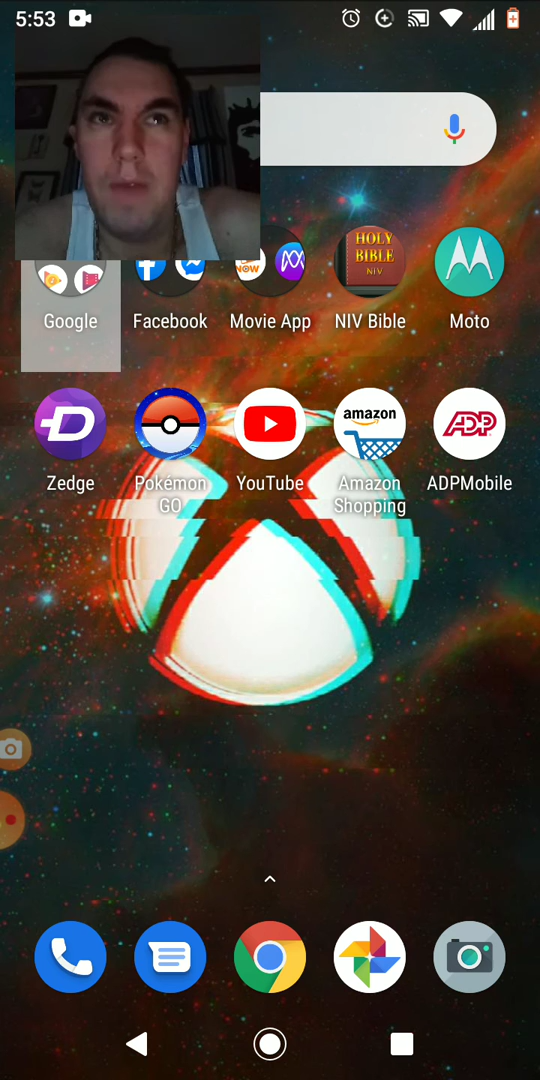 5:53
HOLY
BIBLE
NIV
NOW
Google
Facebook
Movie App
NIV Bible
Moto
amazon
ADP
Zedge
Pokémon
GO
YouTube
Amazon
Shopping
ADPMobile